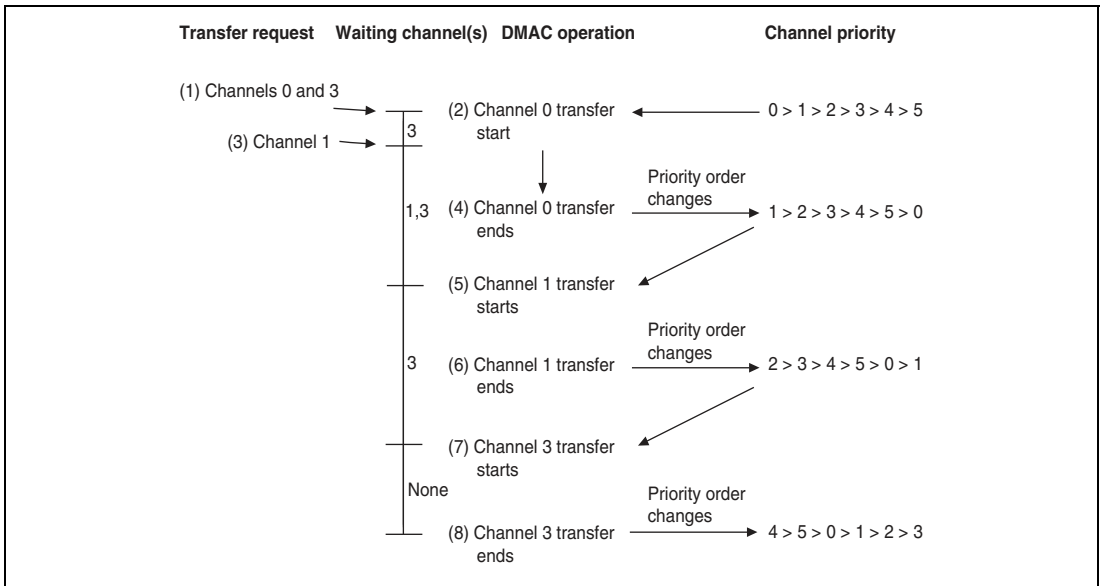 Transfer request Waiting channel(s) DMAC operation Channel priority
(1) Channels 0 and 3
(2) Channel 0 transfer
start
0 > 1 > 2 > 3 > 4 > 5
3
(3) Channel 1
Priority order
changes
1,3
(4) Channel 0 transfer
ends
1 > 2 > 3 > 4 > 5 > 0
(5) Channel 1 transfer
starts
Priority order
changes
3
(6) Channel 1 transfer
ends
2 > 3 > 4 > 5 > 0 > 1
(7) Channel 3 transfer
starts
None
Priority order
changes
(8) Channel 3 transfer
ends
4 > 5 > 0 > 1 > 2 > 3